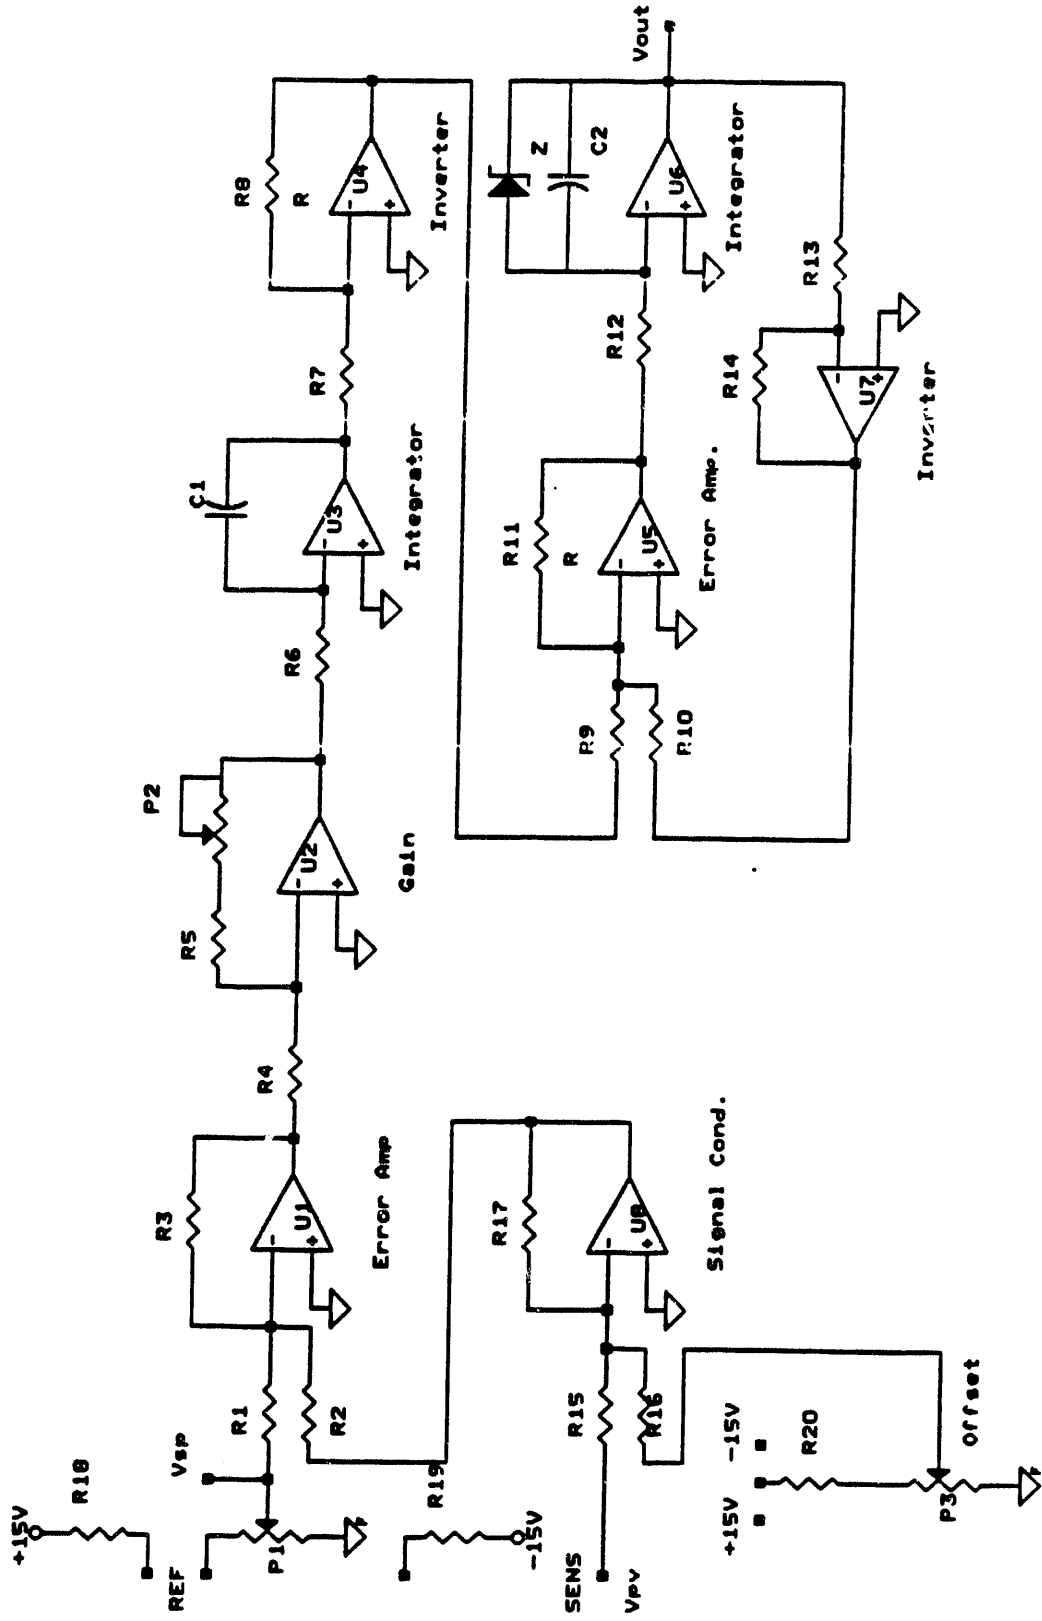 +15V
R18
REF
Vsp
P1
R1
R2
R3
U1
-
+
Error Amp
R4
R5
P2
U2
-
+
Gain
R6
C1
U3
-
+
Integrator
R7
R8
R
U4
-
+
Inverter
R19
-15V
SENS
Vpv
R15
R16
R17
U8
-
+
Signal Cond.
+15V
-15V
R20
P3
Offset
R9
R10
R11
R
U5
-
+
Error Amp.
R12
Z
C2
U6
-
+
Integrator
Vout
R13
R14
U7
-
+
Inverter